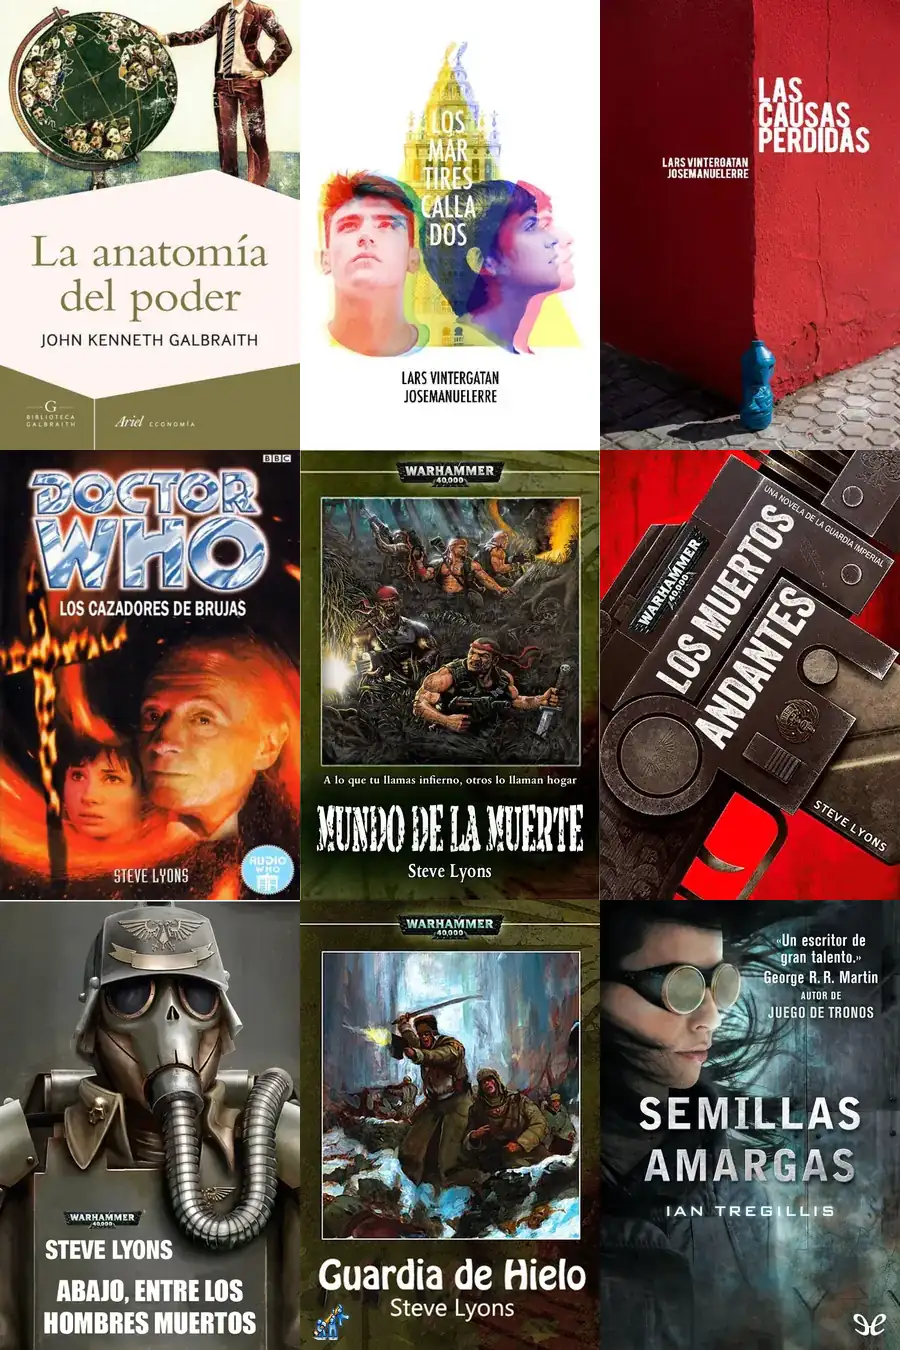 La anatomía
del poder
JOHN KENNETH GALBRAITH
G
BIBLIOTECA
GALBRAITH
Ariel ECONOMÍA
LOS
MÁR
TIRES
CALLA
DOS
LARS VINTERGATAN
JOSEMANUELERRE
LAS
CAUSAS
PERDIDAS
LARS VINTERGATAN
JOSEMANUELERRE
BBC
DOCTOR
WHO
LOS CAZADORES DE BRUJAS
STEVE LYONS
AUDIO
WHO
WARHAMMER
40,000
A lo que tu llamas infierno, otros lo llaman hogar
MUNDO DE LA MUERTE
Steve Lyons
UNA NOVELA DE LA GUARDIA IMPERIAL
WARHAMMER
40,000
LOS MUERTOS
ANDANTES
STEVE LYONS
WARHAMMER
40,000
STEVE LYONS
ABAJO, ENTRE LOS
HOMBRES MUERTOS
WARHAMMER
40,000
Guardia de Hielo
Steve Lyons
«Un escritor de
gran talento.»
George R. R. Martin
AUTOR DE
JUEGO DE TRONOS
SEMILLAS
AMARGAS
IAN TREGILLIS